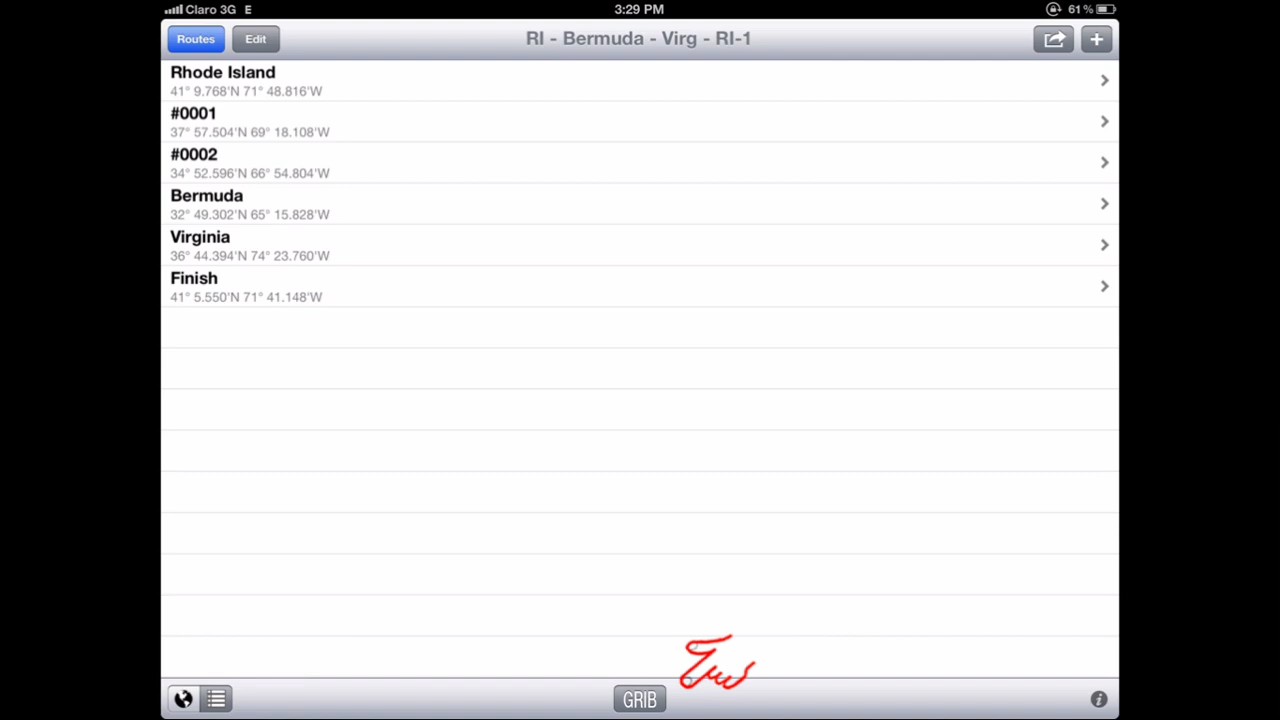 Claro 3G E 3:29 PM 61%
Routes Edit RI - Bermuda - Virg - RI-1
Rhode Island
41° 9.768'N 71° 48.816'W
#0001
37° 57.504'N 69° 18.108'W
#0002
34° 52.596'N 66° 54.804'W
Bermuda
32° 49.302'N 65° 15.828'W
Virginia
36° 44.394'N 74° 23.760'W
Finish
41° 5.550'N 71° 41.148'W
GRIB